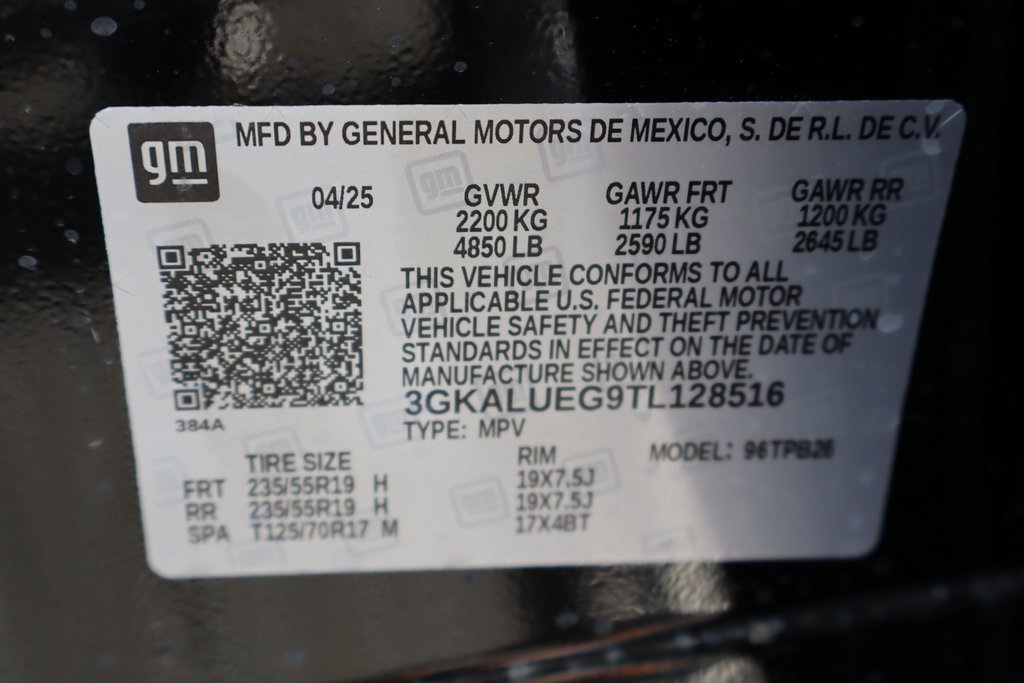 gm MFD BY GENERAL MOTORS DE MEXICO, S. DE R.L. DE C.V.
04/25 GVWR GAWR FRT GAWR RR
2200 KG 1175 KG 1200 KG
4850 LB 2590 LB 2645 LB
THIS VEHICLE CONFORMS TO ALL
APPLICABLE U.S. FEDERAL MOTOR
VEHICLE SAFETY AND THEFT PREVENTION
STANDARDS IN EFFECT ON THE DATE OF
MANUFACTURE SHOWN ABOVE.
3GKALUEG9TL128516
384A
TYPE: MPV
TIRE SIZE RIM MODEL: 96TPB26
FRT 235/55R19 H 19X7.5J
RR 235/55R19 H 19X7.5J
SPA T125/70R17 M 17X4BT